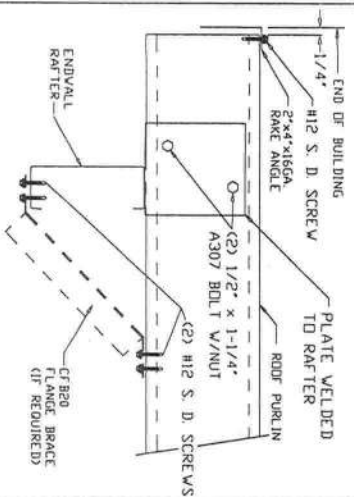 END OF BUILDING
1/4"
#12 S. D. SCREW
2"x4"x16GA.
RAKE ANGLE
PLATE WELDED
TO RAFTER
ROOF PURLIN
(2) 1/2" x 1-1/4"
A307 BOLT W/NUT
ENDWALL
RAFTER
(2) #12 S. D. SCREWS
CFB20
FLANGE BRACE
(IF REQUIRED)